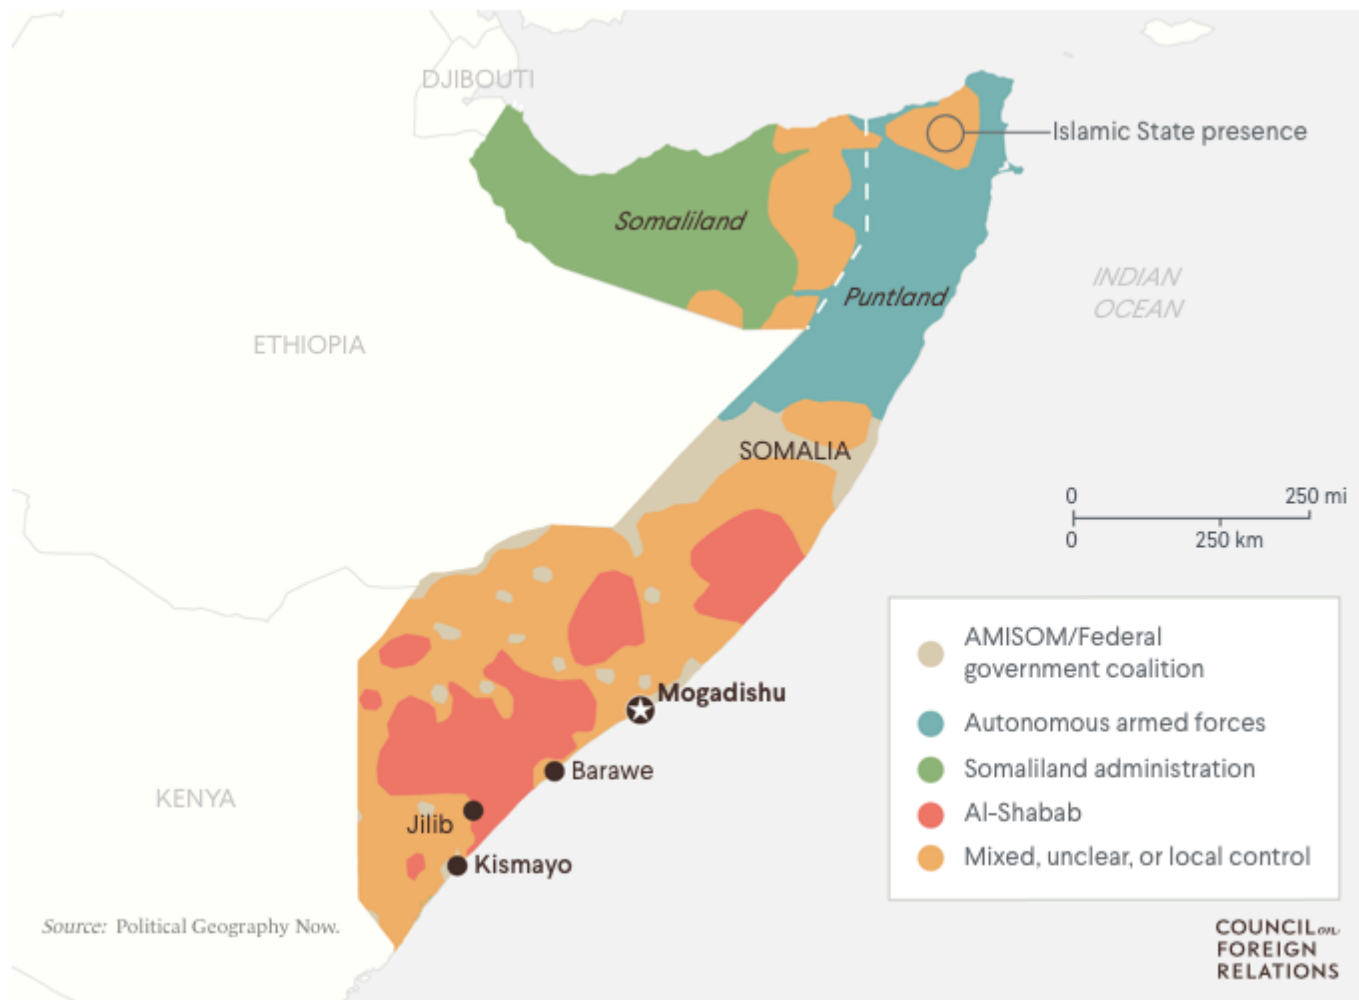 DJIBOUTI
Islamic State presence
Somaliland
INDIAN
OCEAN
Puntland
ETHIOPIA
SOMALIA
0 250 mi
0 250 km
AMISOM/Federal
government coalition
Autonomous armed forces
Somaliland administration
Al-Shabab
Mixed, unclear, or local control
Mogadishu
Barawe
KENYA
Jilib
Kismayo
Source: Political Geography Now.
COUNCIL on
FOREIGN
RELATIONS